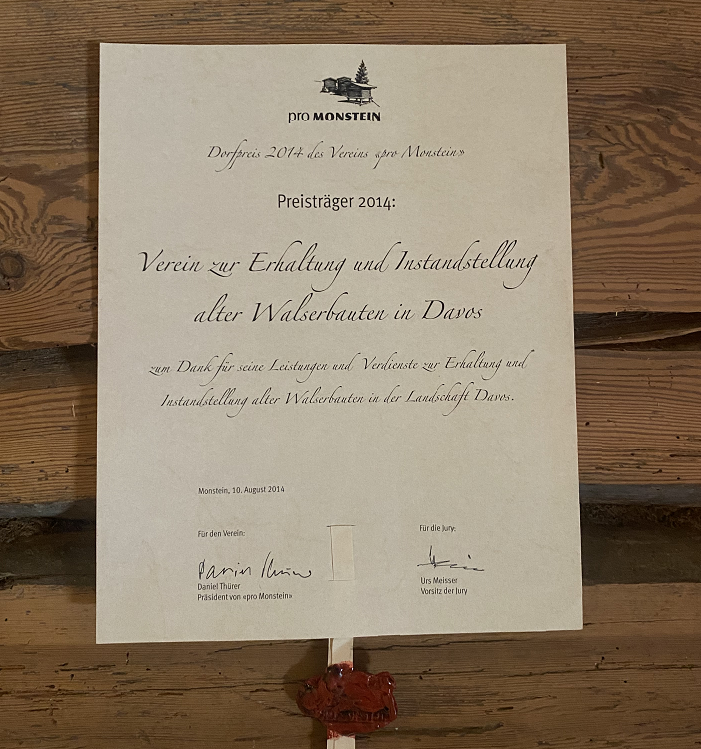 pro MONSTEIN
Dorfpreis 2014 des Vereins «pro Monstein»
Preisträger 2014:
Verein zur Erhaltung und Instandstellung
alter Walserbauten in Davos
zum Dank für seine Leistungen und Verdienste zur Erhaltung und
Instandstellung alter Walserbauten in der Landschaft Davos.
Monstein, 10. August 2014
Für den Verein:
Daniel Thürer
Daniel Thürer
Präsident von «pro Monstein»
Für die Jury:
Urs Meisser
Vorsitz der Jury